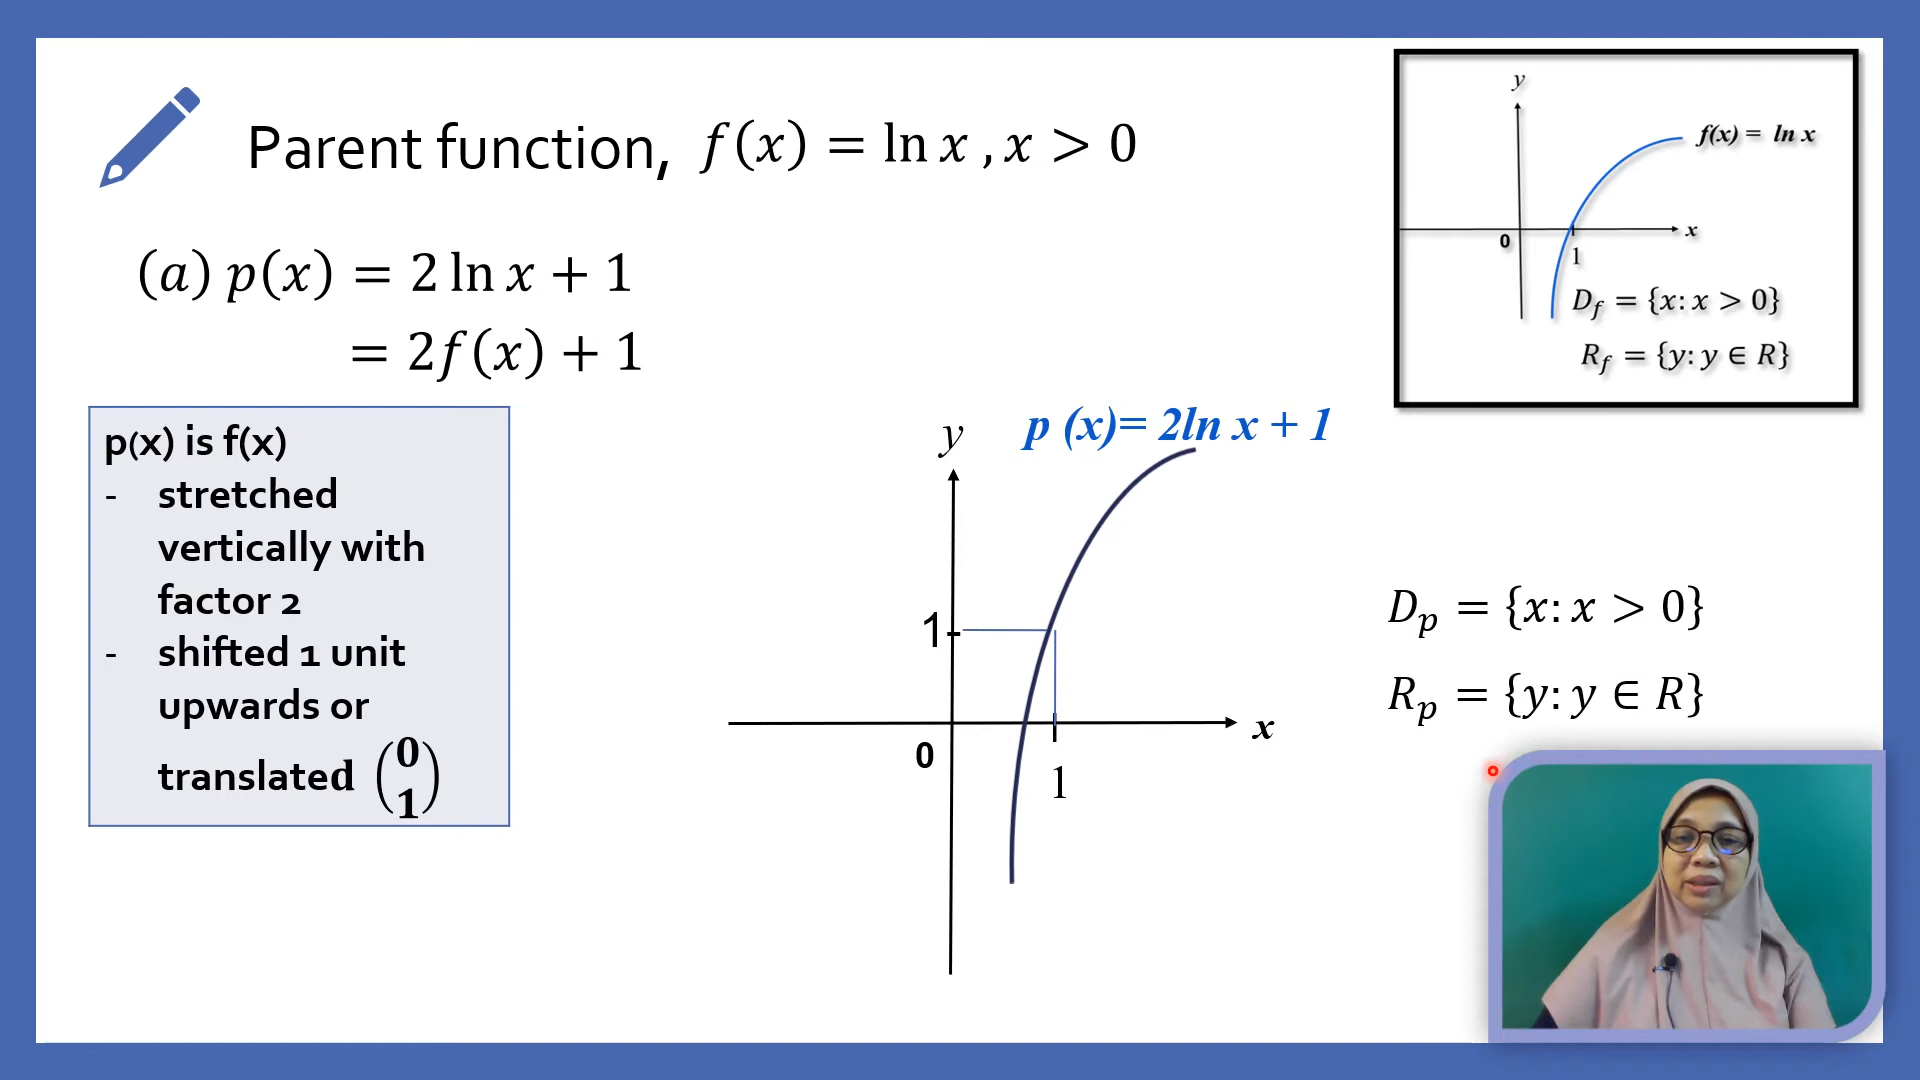 Parent function, f(x) = ln x , x > 0
(a) p(x) = 2 ln x + 1
= 2f(x) + 1
p(x) is f(x)
- stretched
vertically with
factor 2
- shifted 1 unit
upwards or
translated (0
1)
y
p (x)= 2ln x + 1
1
0
1
x
y
f(x) = ln x
x
0
1
D_f = {x: x > 0}
R_f = {y: y ∈ R}
D_p = {x: x > 0}
R_p = {y: y ∈ R}